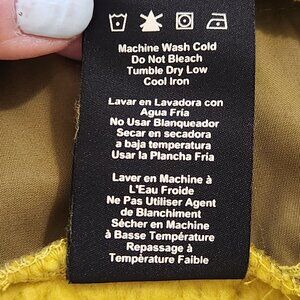 Machine Wash Cold
Do Not Bleach
Tumble Dry Low
Cool Iron
Lavar en Lavadora con
Agua Fría
No Usar Blanqueador
Secar en secadora
a baja temperatura
Usar la Plancha Fría
Laver en Machine à
L'Eau Froide
Ne Pas Utiliser Agent
de Blanchiment
Sécher en Machine
à Basse Température
Repassage à
Température Faible